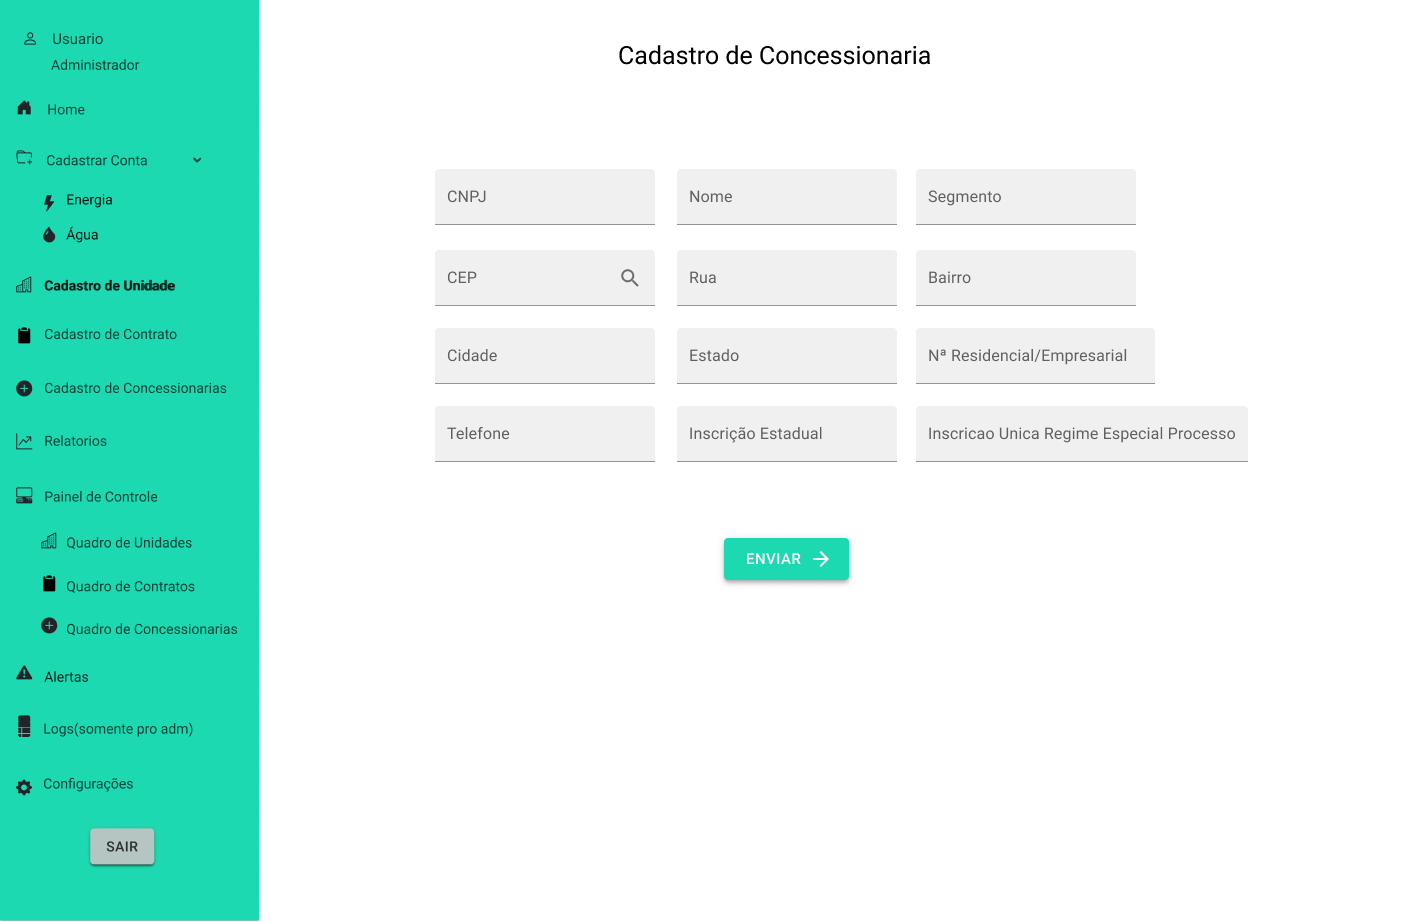 Usuario
Administrador
Home
Cadastrar Conta
Energia
Água
Cadastro de Unidade
Cadastro de Contrato
Cadastro de Concessionarias
Relatorios
Painel de Controle
Quadro de Unidades
Quadro de Contratos
Quadro de Concessionarias
Alertas
Logs(somente pro adm)
Configurações
SAIR
Cadastro de Concessionaria
CNPJ Nome Segmento
CEP Rua Bairro
Cidade Estado Nª Residencial/Empresarial
Telefone Inscrição Estadual Inscricao Unica Regime Especial Processo
ENVIAR